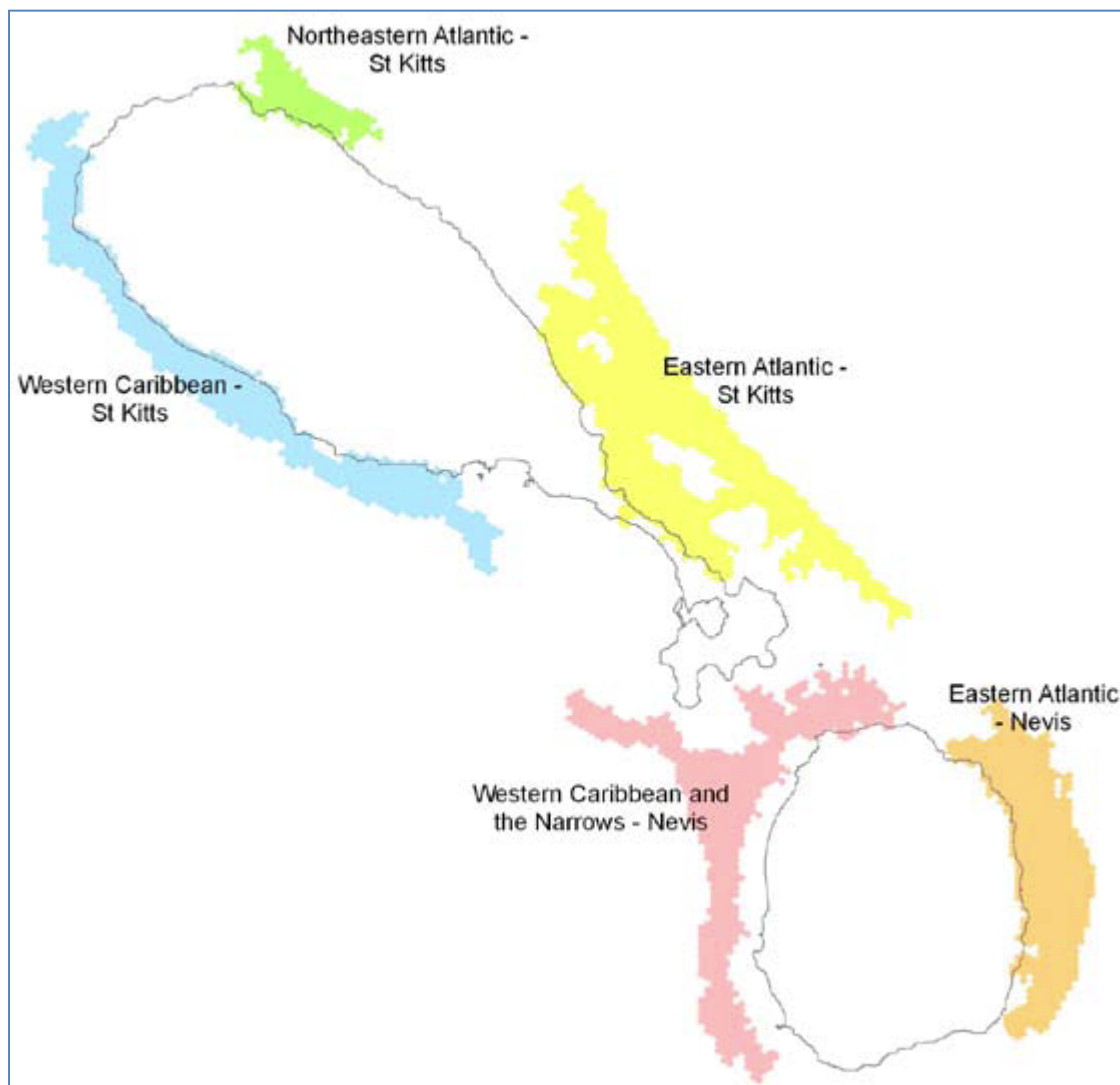 Northeastern Atlantic -
St Kitts
Western Caribbean -
St Kitts
Eastern Atlantic -
St Kitts
Eastern Atlantic
- Nevis
Western Caribbean and
the Narrows - Nevis